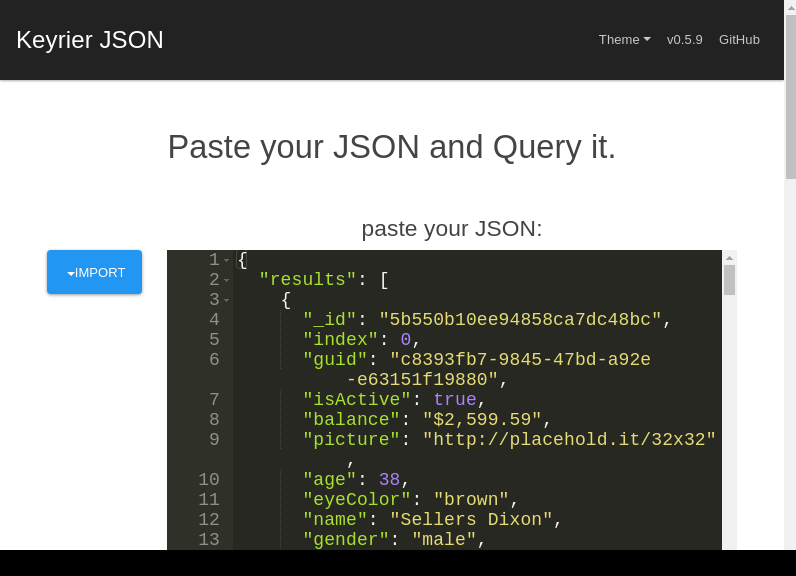 Keyrier JSON
Theme v0.5.9 GitHub
Paste your JSON and Query it.
paste your JSON:
IMPORT
1 {
2 "results": [
3 {
4 "_id": "5b550b10ee94858ca7dc48bc",
5 "index": 0,
6 "guid": "c8393fb7-9845-47bd-a92e
-e63151f19880",
7 "isActive": true,
8 "balance": "$2,599.59",
9 "picture": "http://placehold.it/32x32"
,
10 "age": 38,
11 "eyeColor": "brown",
12 "name": "Sellers Dixon",
13 "gender": "male",